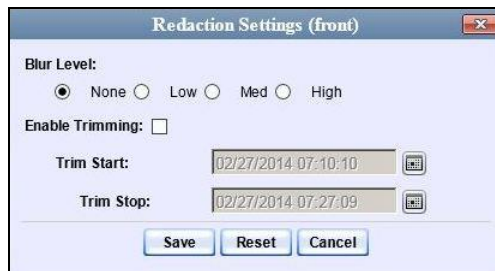 Redaction Settings (front)
Blur Level:
None Low Med High
Enable Trimming:
Trim Start: 02/27/2014 07:10:10
Trim Stop: 02/27/2014 07:27:09
Save Reset Cancel